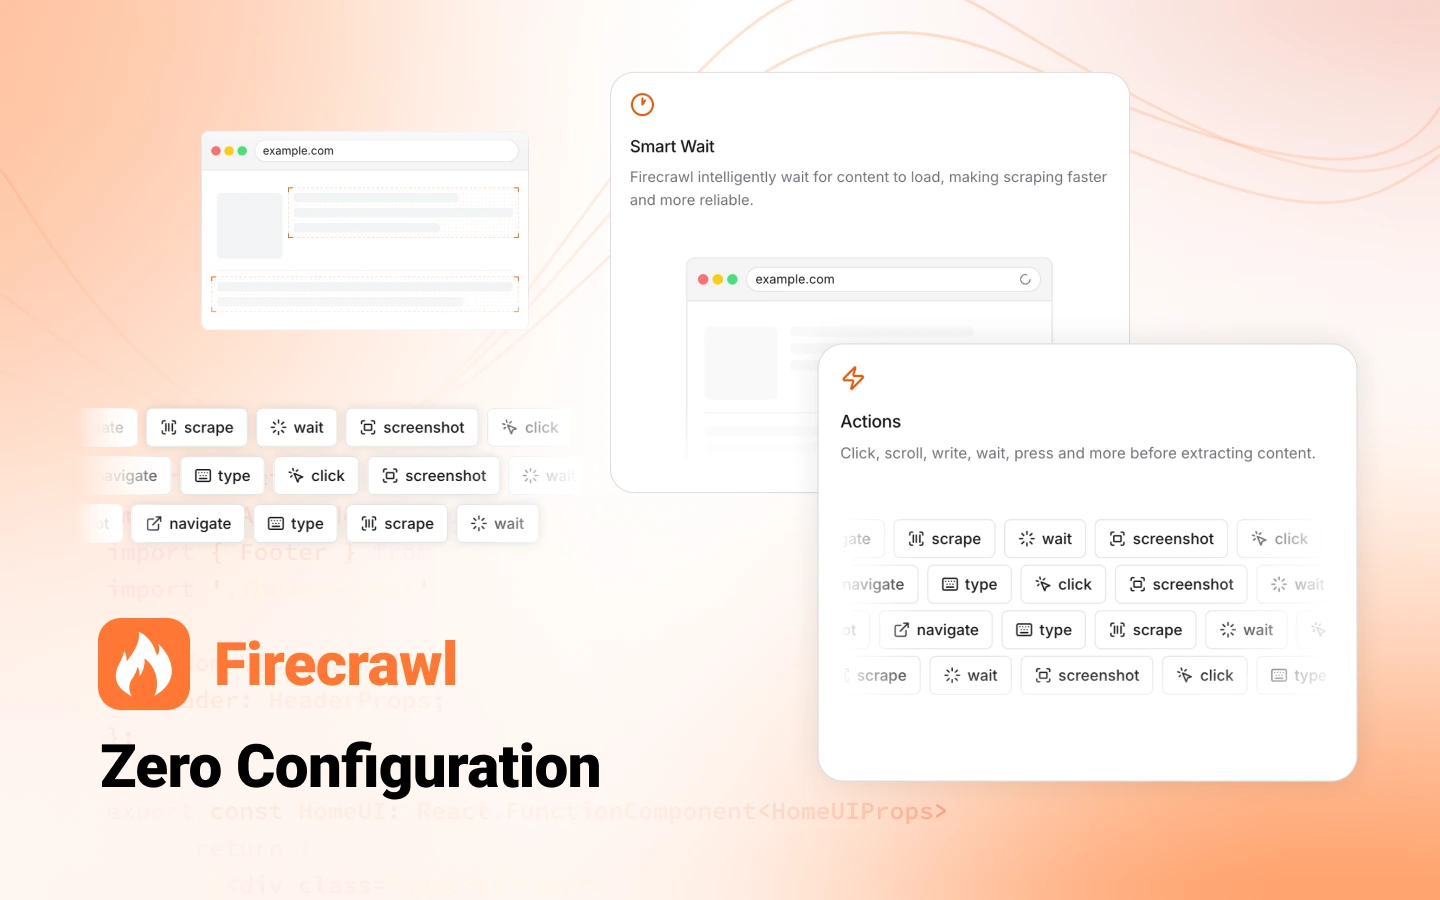 example.com
scrape wait screenshot click
navigate type click screenshot wait
navigate type scrape wait
import { Footer } from
import '
Firecrawl
ader: HeaderProps;
};
Zero Configuration
export const HomeUI: React.FunctionComponent<HomeUIProps>
return
<div class=
Smart Wait
Firecrawl intelligently wait for content to load, making scraping faster
and more reliable.
example.com
Actions
Click, scroll, write, wait, press and more before extracting content.
gate scrape wait screenshot click
navigate type click screenshot wait
ot navigate type scrape wait
scrape wait screenshot click type